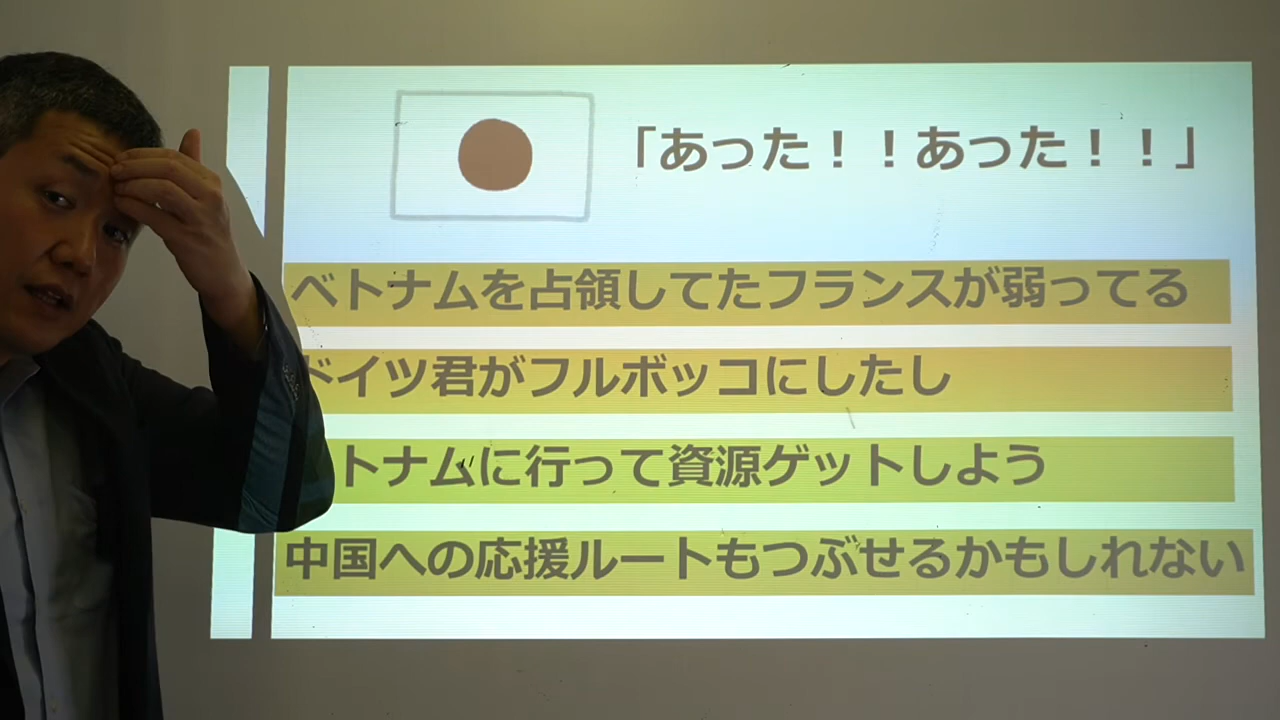 「あった！！あった！！」
ベトナムを占領してたフランスが弱ってる
ドイツ君がフルボッコにしたし
トナムに行って資源ゲットしよう
中国への応援ルートもつぶせるかもしれない